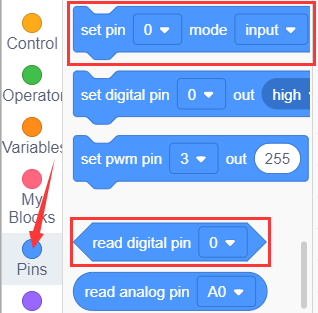 Control
Operator
Variables
My
Blocks
Pins
set pin 0 mode input
set digital pin 0 out high
set pwm pin 3 out 255
read digital pin 0
read analog pin A0